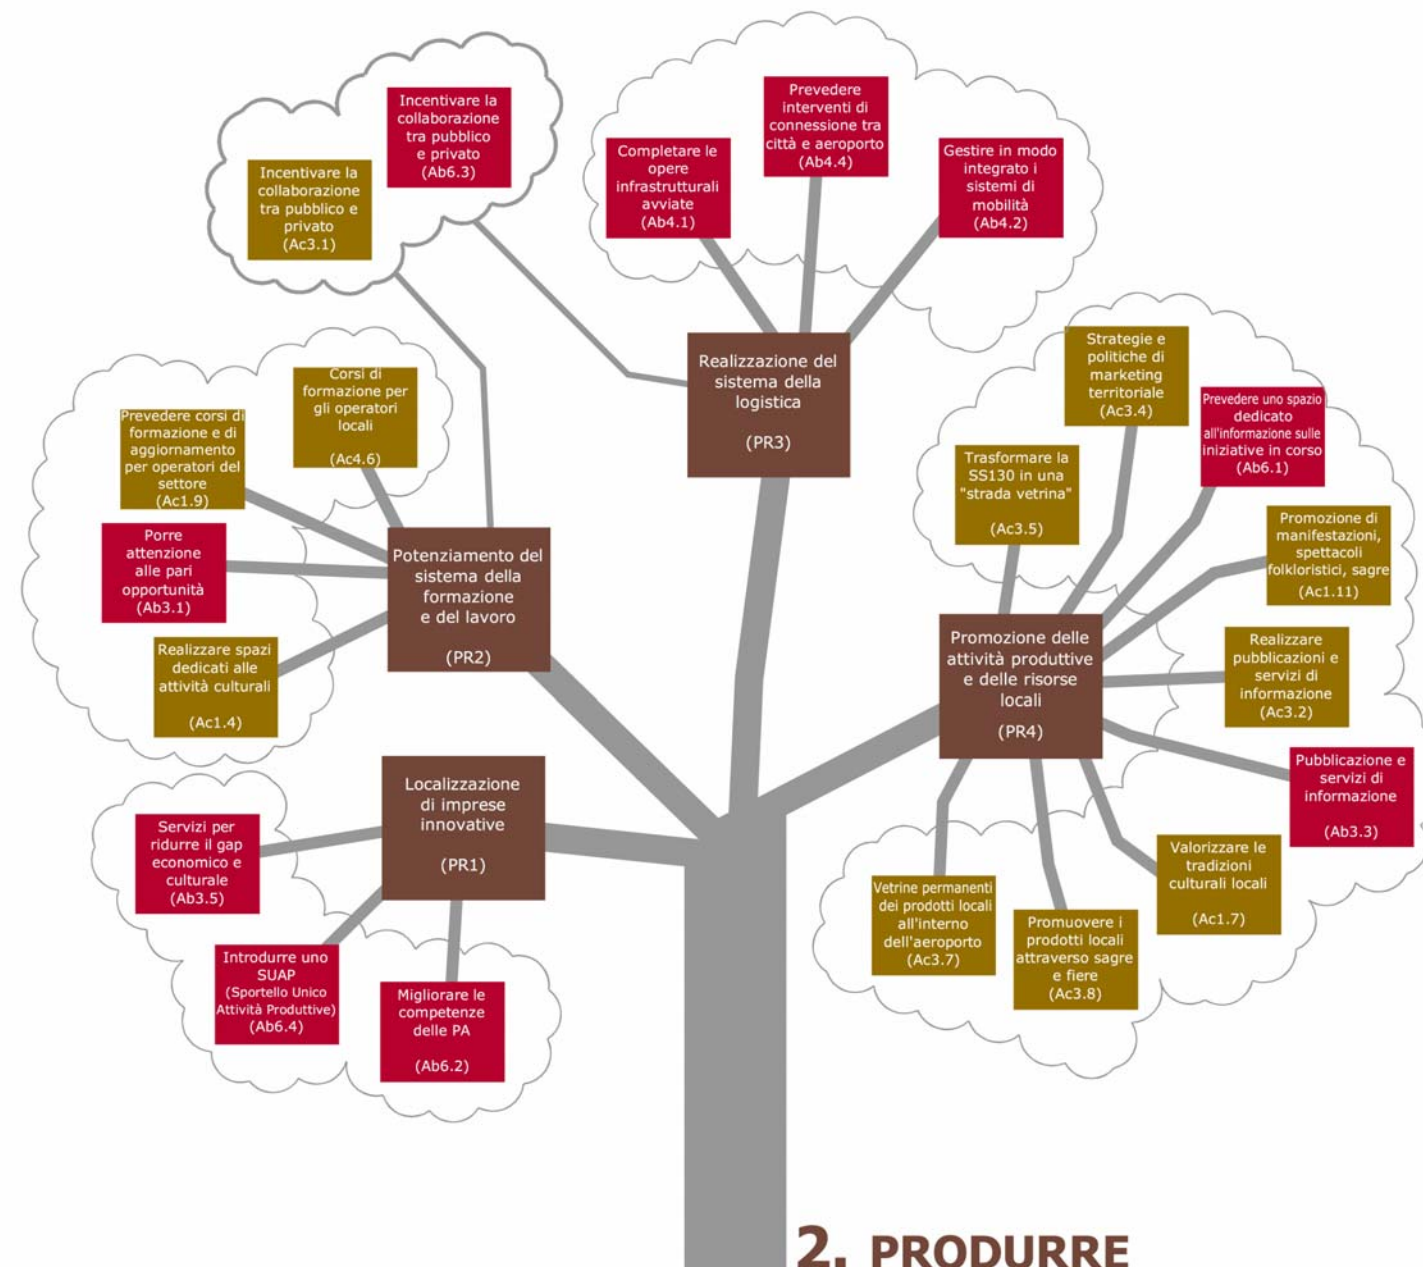 Incentivare la
collaborazione
tra pubblico
e privato
(Ab6.3)
Incentivare la
collaborazione
tra pubblico e
privato
(Ac3.1)
Prevedere
interventi di
connessione tra
città e aeroporto
(Ab4.4)
Completare le
opere
infrastrutturali
avviate
(Ab4.1)
Gestire in modo
integrato i
sistemi di
mobilità
(Ab4.2)
Realizzazione del
sistema della
logistica
(PR3)
Corsi di
formazione per
gli operatori
locali
(Ac4.6)
Prevedere corsi di
formazione e di
aggiornamento
per operatori del
settore
(Ac1.9)
Porre
attenzione
alle pari
opportunità
(Ab3.1)
Realizzare spazi
dedicati alle
attività culturali
(Ac1.4)
Potenziamento del
sistema della
formazione
e del lavoro
(PR2)
Strategie e
politiche di
marketing
territoriale
(Ac3.4)
Prevedere uno spazio
dedicato
all'informazione sulle
iniziative in corso
(Ab6.1)
Trasformare la
SS130 in una
"strada vetrina"
(Ac3.5)
Promozione di
manifestazioni,
spettacoli
folkloristici, sagre
(Ac1.11)
Promozione delle
attività produttive
e delle risorse
locali
(PR4)
Realizzare
pubblicazioni e
servizi di
informazione
(Ac3.2)
Pubblicazione e
servizi di
informazione
(Ab3.3)
Valorizzare le
tradizioni
culturali locali
(Ac1.7)
Vetrine permanenti
dei prodotti locali
all'interno
dell'aeroporto
(Ac3.7)
Promuovere i
prodotti locali
attraverso sagre
e fiere
(Ac3.8)
Localizzazione
di imprese
innovative
(PR1)
Servizi per
ridurre il gap
economico e
culturale
(Ab3.5)
Introdurre uno
SUAP
(Sportello Unico
Attività Produttive)
(Ab6.4)
Migliorare le
competenze
delle PA
(Ab6.2)
2. PRODURRE